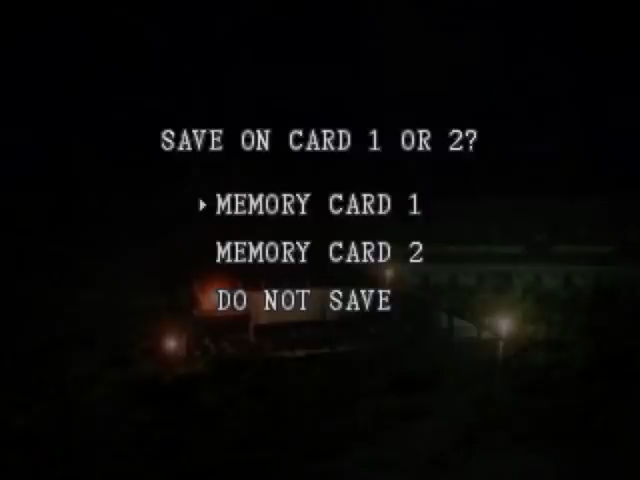 SAVE ON CARD 1 OR 2?
MEMORY CARD 1
MEMORY CARD 2
DO NOT SAVE